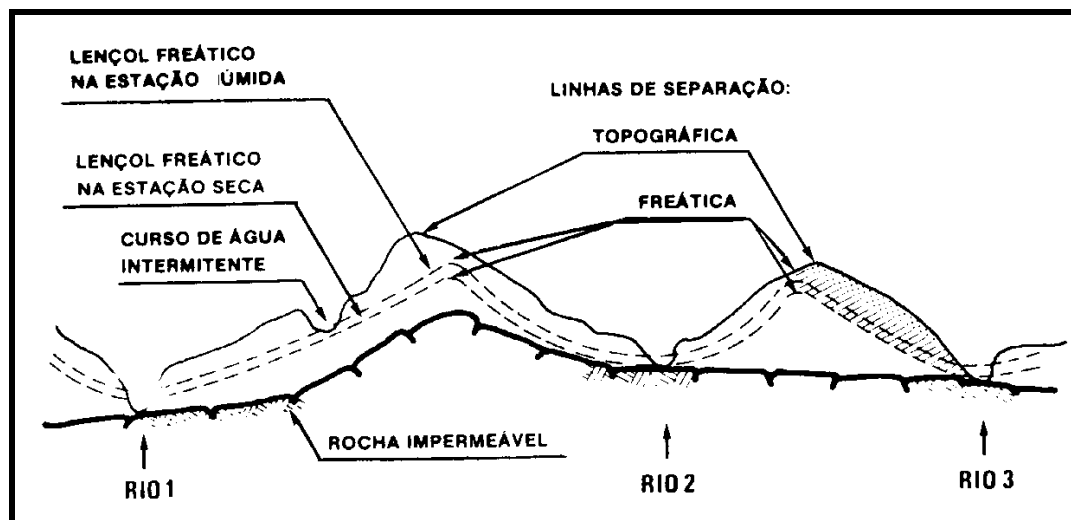 LENÇOL FREÁTICO
NA ESTAÇÃO ÚMIDA
LINHAS DE SEPARAÇÃO:
TOPOGRÁFICA
LENÇOL FREÁTICO
NA ESTAÇÃO SECA
FREÁTICA
CURSO DE ÁGUA
INTERMITENTE
ROCHA IMPERMEÁVEL
RIO 1
RIO 2
RIO 3